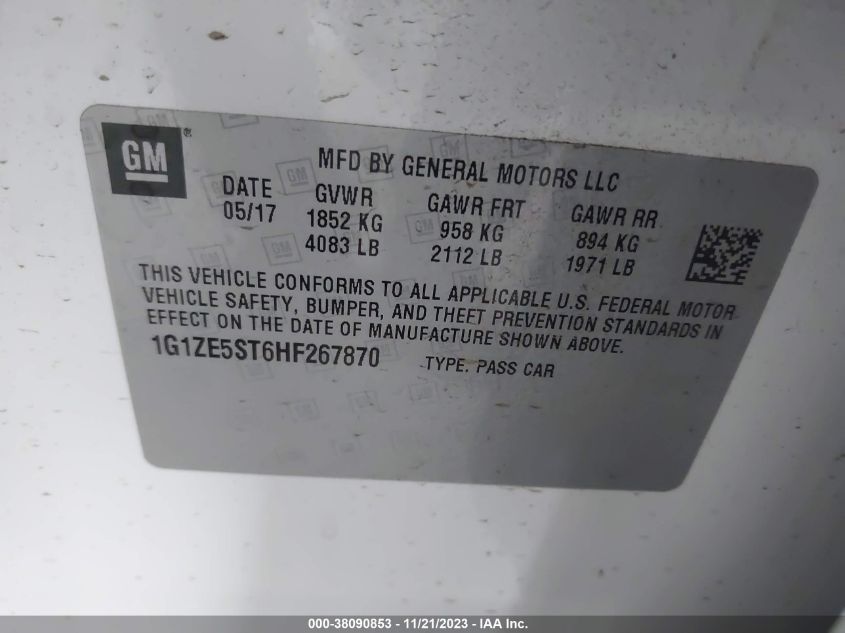 GM ®
MFD BY GENERAL MOTORS LLC
DATE GVWR GAWR FRT GAWR RR
05/17 1852 KG 958 KG 894 KG
4083 LB 2112 LB 1971 LB
THIS VEHICLE CONFORMS TO ALL APPLICABLE U.S. FEDERAL MOTOR
VEHICLE SAFETY, BUMPER, AND THEFT PREVENTION STANDARDS IN
EFFECT ON THE DATE OF MANUFACTURE SHOWN ABOVE.
1G1ZE5ST6HF267870 TYPE. PASS CAR
000-38090853 - 11/21/2023 - IAA Inc.